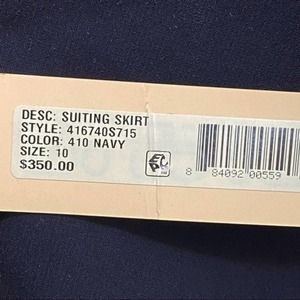 DESC: SUITING SKIRT
STYLE: 416740S715
COLOR: 410 NAVY
SIZE: 10
$350.00
8 84092 00559